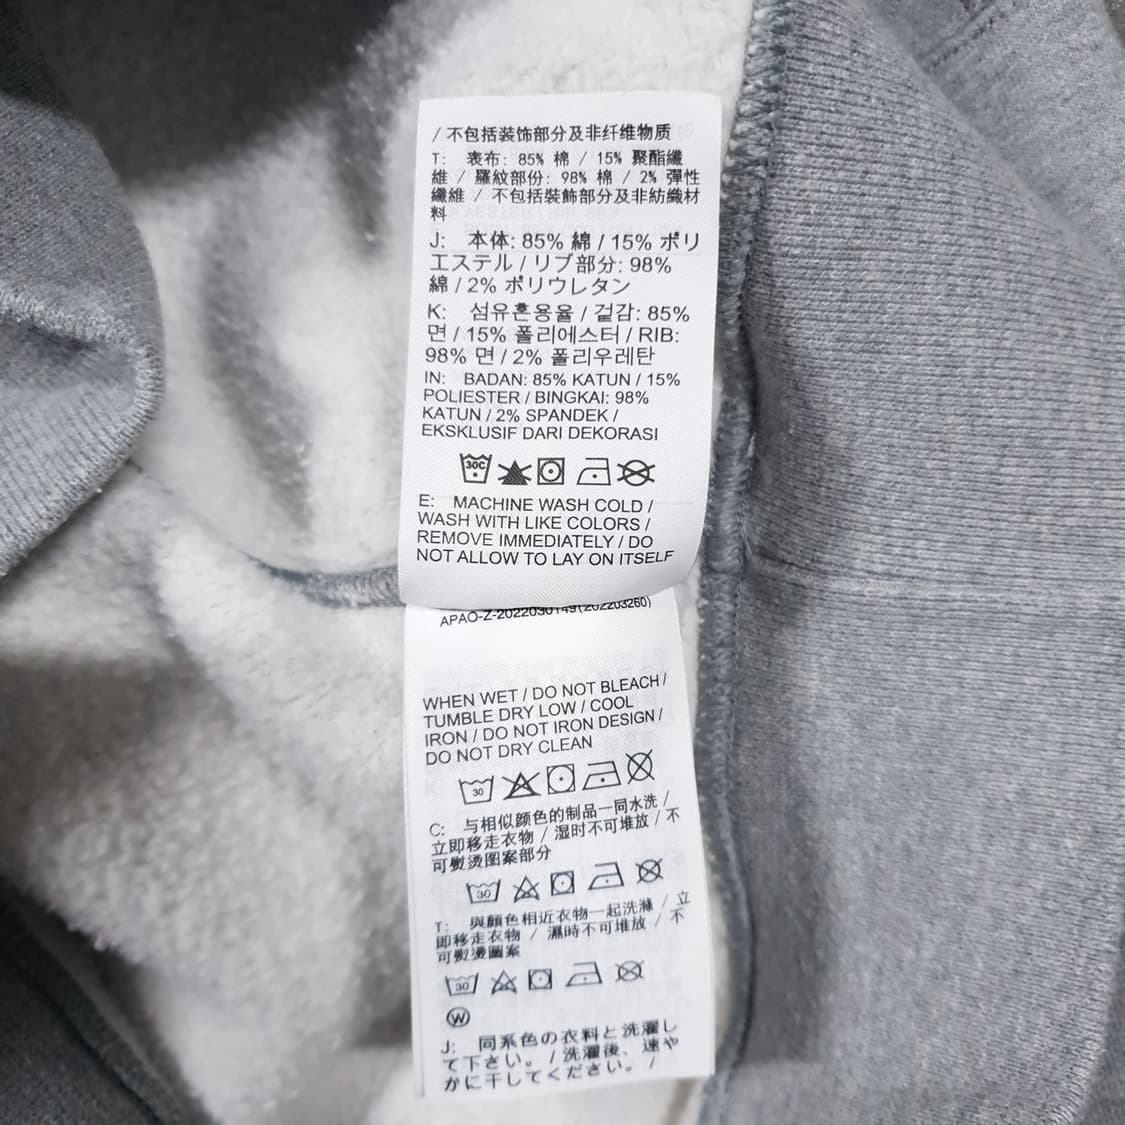 / 不包括装饰部分及非纤维物质
T: 表布: 85% 棉 / 15% 聚酯纖
維 / 羅紋部份: 98% 棉 / 2% 彈性
纖維 / 不包括裝飾部分及非紡織材
料
J: 本体: 85% 綿 / 15% ポリ
エステル / リブ部分: 98%
綿 / 2% ポリウレタン
K: 섬유혼용율 / 겉감: 85%
면 / 15% 폴리에스터 / RIB:
98% 면 / 2% 폴리우레탄
IN: BADAN: 85% KATUN / 15%
POLIESTER / BINGKAI: 98%
KATUN / 2% SPANDEK /
EKSKLUSIF DARI DEKORASI
30C
E: MACHINE WASH COLD /
WASH WITH LIKE COLORS /
REMOVE IMMEDIATELY / DO
NOT ALLOW TO LAY ON ITSELF
APAO-Z-2022030149(202203260)
WHEN WET / DO NOT BLEACH /
TUMBLE DRY LOW / COOL
IRON / DO NOT IRON DESIGN /
DO NOT DRY CLEAN
30
C: 与相似颜色的制品一同水洗 /
立即移走衣物 / 湿时不可堆放 / 不
可熨烫图案部分
30
T: 與顏色相近衣物一起洗滌 / 立
即移走衣物 / 濕時不可堆放 / 不
可熨燙圖案
30
W
J: 同系色の衣料と洗濯し
て下さい。 / 洗濯後、速や
かに干してください。 /